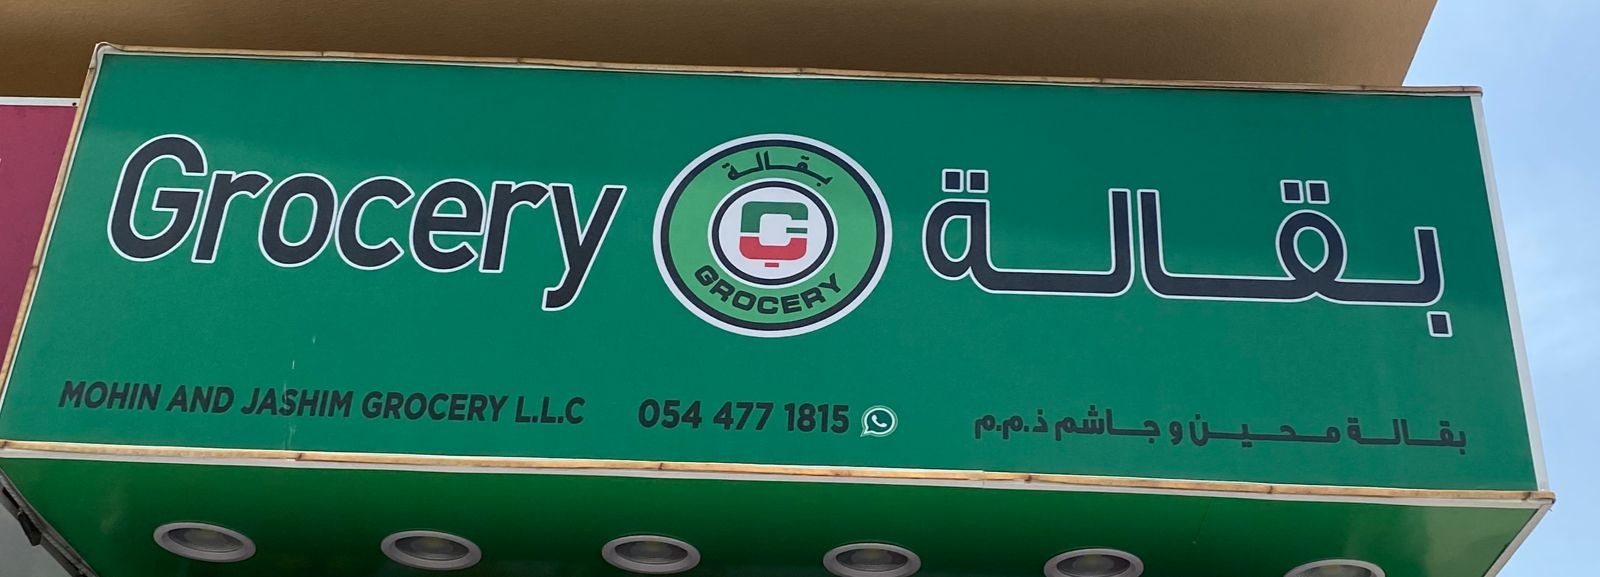 Grocery
بقالة
GROCERY
بقالة
MOHIN AND JASHIM GROCERY L.L.C
054 477 1815
بقالة محين و جاشم ذ.م.م